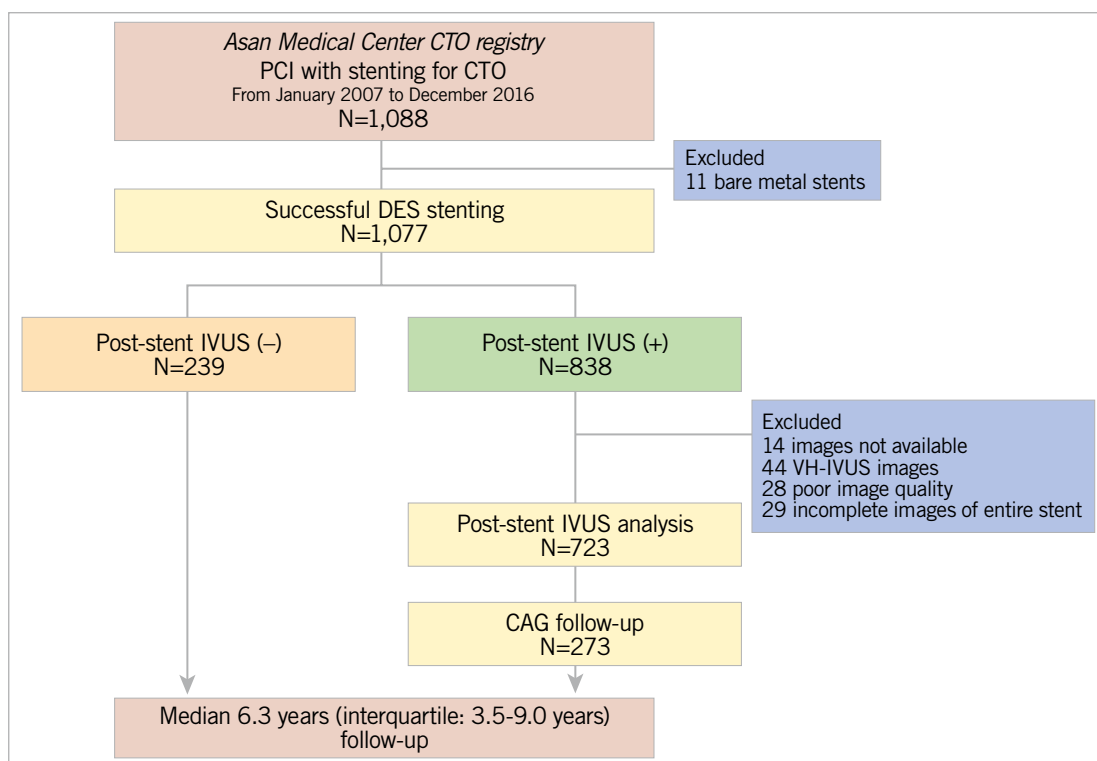 Asan Medical Center CTO registry
PCI with stenting for CTO
From January 2007 to December 2016
N=1,088
Excluded
11 bare metal stents
Successful DES stenting
N=1,077
Post-stent IVUS (–)
N=239
Post-stent IVUS (+)
N=838
Excluded
14 images not available
44 VH-IVUS images
28 poor image quality
29 incomplete images of entire stent
Post-stent IVUS analysis
N=723
CAG follow-up
N=273
Median 6.3 years (interquartile: 3.5-9.0 years)
follow-up